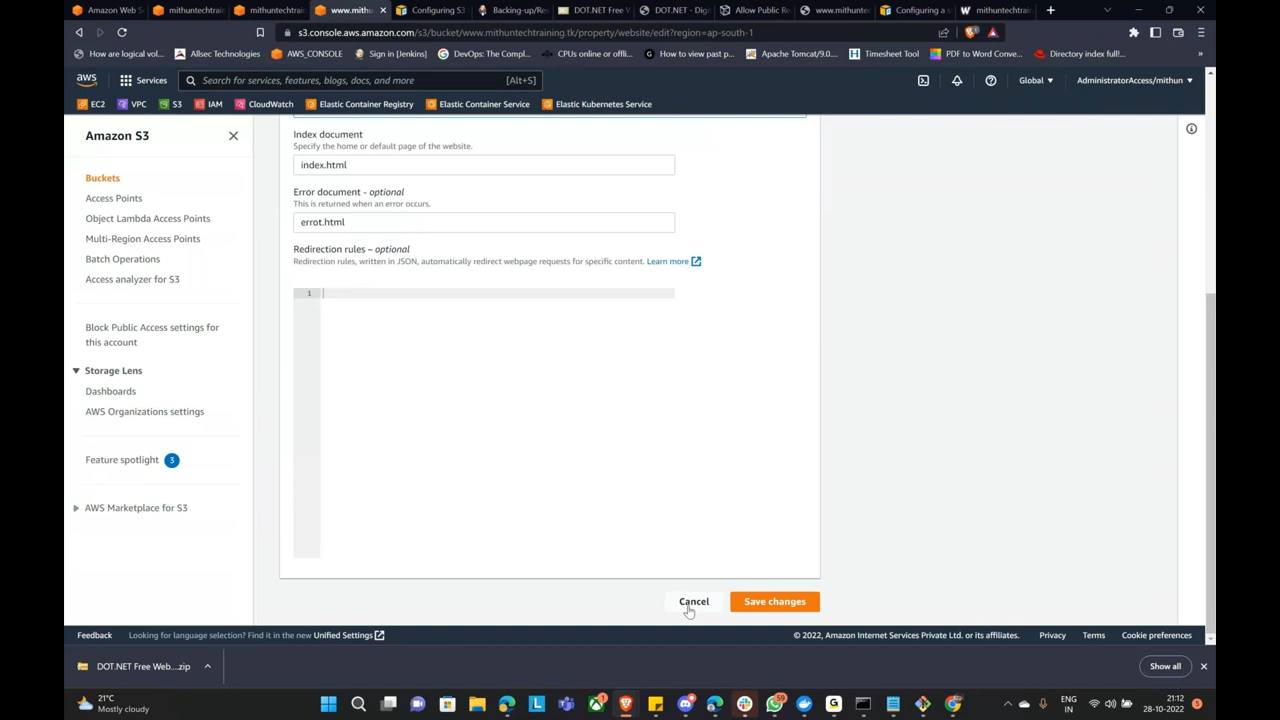 Amazon Web S
mithuntechtrain
mithuntechtrain
www.mithu
Configuring S3
Backing-up/Res
DOT.NET Free V
DOT.NET - Digi
Allow Public Re
www.mithunte
Configuring a s
mithuntechtrai
s3.console.aws.amazon.com/s3/bucket/www.mithuntechtraining.tk/property/website/edit?region=ap-south-1
How are logical vol...
Allsec Technologies
AWS_CONSOLE
Sign in [Jenkins]
DevOps: The Compl...
CPUs online or offlin...
How to view past p...
Apache Tomcat/9.0...
Timesheet Tool
PDF to Word Conve...
Directory index full!...
aws
Services
Search for services, features, blogs, docs, and more
[Alt+S]
Global
AdministratorAccess/mithun
EC2
VPC
S3
IAM
CloudWatch
Elastic Container Registry
Elastic Container Service
Elastic Kubernetes Service
Amazon S3
Buckets
Access Points
Object Lambda Access Points
Multi-Region Access Points
Batch Operations
Access analyzer for S3
Block Public Access settings for
this account
Storage Lens
Dashboards
AWS Organizations settings
Feature spotlight 3
AWS Marketplace for S3
Index document
Specify the home or default page of the website.
index.html
Error document - optional
This is returned when an error occurs.
errot.html
Redirection rules – optional
Redirection rules, written in JSON, automatically redirect webpage requests for specific content. Learn more
1
Cancel
Save changes
Feedback
Looking for language selection? Find it in the new Unified Settings
© 2022, Amazon Internet Services Private Ltd. or its affiliates.
Privacy
Terms
Cookie preferences
DOT.NET Free Web....zip
Show all
21°C
Mostly cloudy
ENG
IN
21:12
28-10-2022